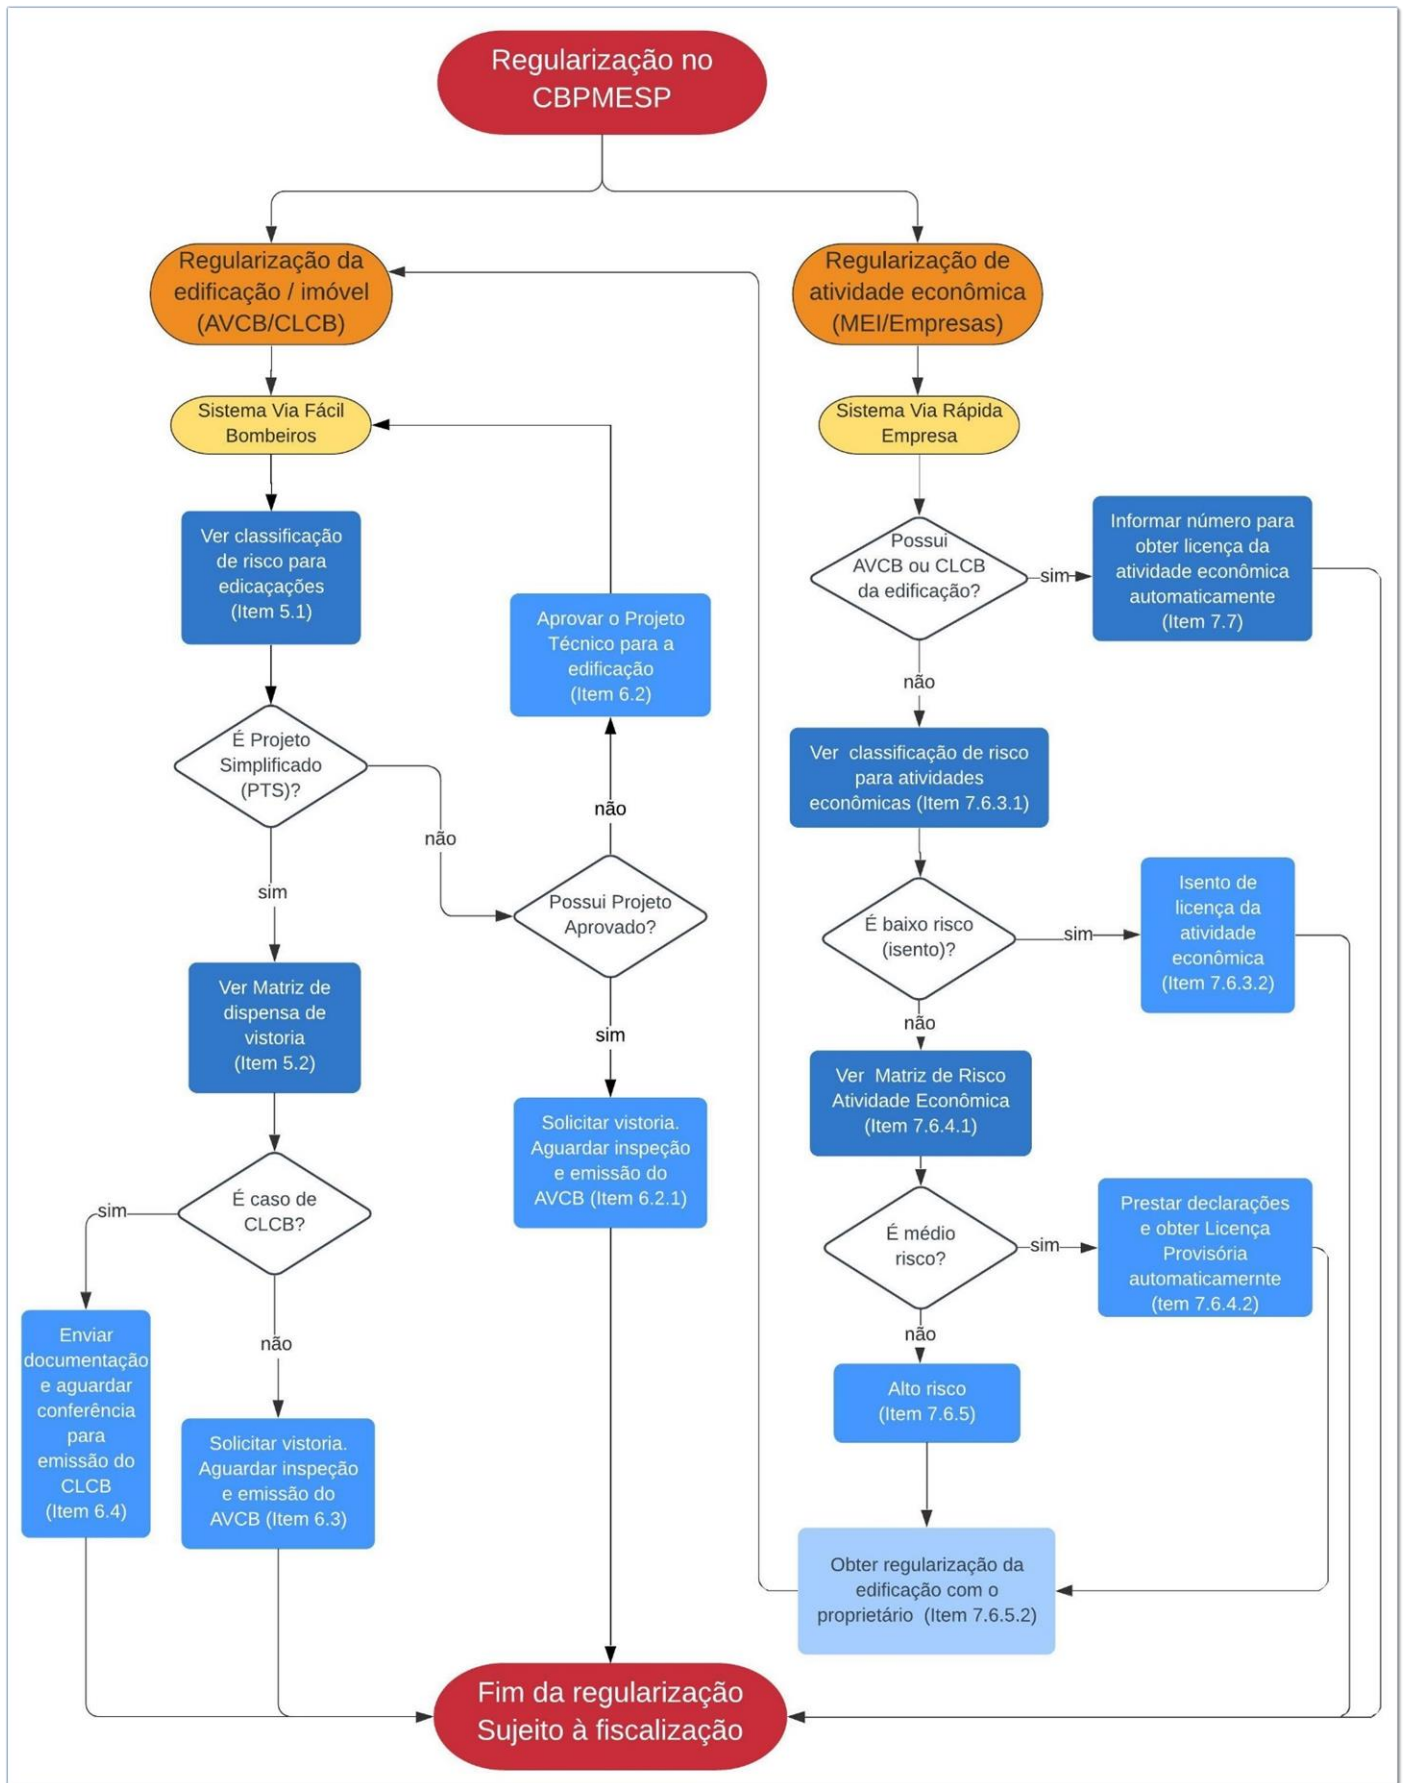 Regularização no
CBPMESP
Regularização da
edificação / imóvel
(AVCB/CLCB)
Sistema Via Fácil
Bombeiros
Ver classificação
de risco para
edicaçações
(Item 5.1)
É Projeto
Simplificado
(PTS)?
não
sim
Aprovar o Projeto
Técnico para a
edificação
(Item 6.2)
não
Possui Projeto
Aprovado?
sim
Solicitar vistoria.
Aguardar inspeção
e emissão do
AVCB (Item 6.2.1)
Ver Matriz de
dispensa de
vistoria
(Item 5.2)
É caso de
CLCB?
sim
não
Enviar
documentação
e aguardar
conferência
para
emissão do
CLCB
(Item 6.4)
Solicitar vistoria.
Aguardar inspeção
e emissão do
AVCB (Item 6.3)
Regularização de
atividade econômica
(MEI/Empresas)
Sistema Via Rápida
Empresa
Possui
AVCB ou CLCB
da edificação?
sim
Informar número para
obter licença da
atividade econômica
automaticamente
(Item 7.7)
não
Ver  classificação de risco
para atividades
econômicas (Item 7.6.3.1)
É baixo risco
(isento)?
sim
Isento de
licença da
atividade
econômica
(Item 7.6.3.2)
não
Ver  Matriz de Risco
Atividade Econômica
(Item 7.6.4.1)
É médio
risco?
sim
Prestar declarações
e obter Licença
Provisória
automaticamernte
(tem 7.6.4.2)
não
Alto risco
(Item 7.6.5)
Obter regularização da
edificação com o
proprietário  (Item 7.6.5.2)
Fim da regularização
Sujeito à fiscalização